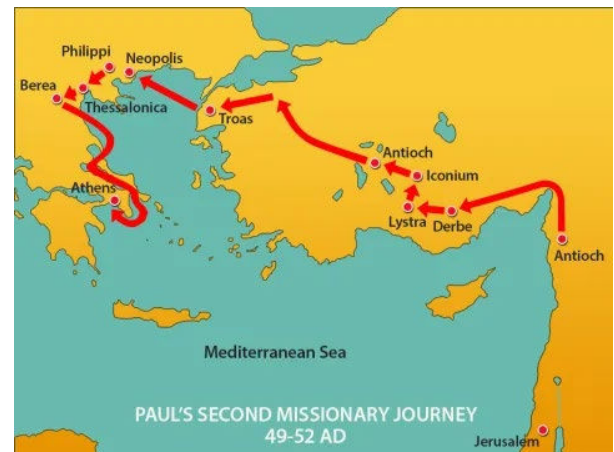 Philippi
Neopolis
Berea
Thessalonica
Troas
Antioch
Iconium
Athens
Lystra
Derbe
Antioch
Mediterranean Sea
PAUL'S SECOND MISSIONARY JOURNEY
49-52 AD
Jerusalem